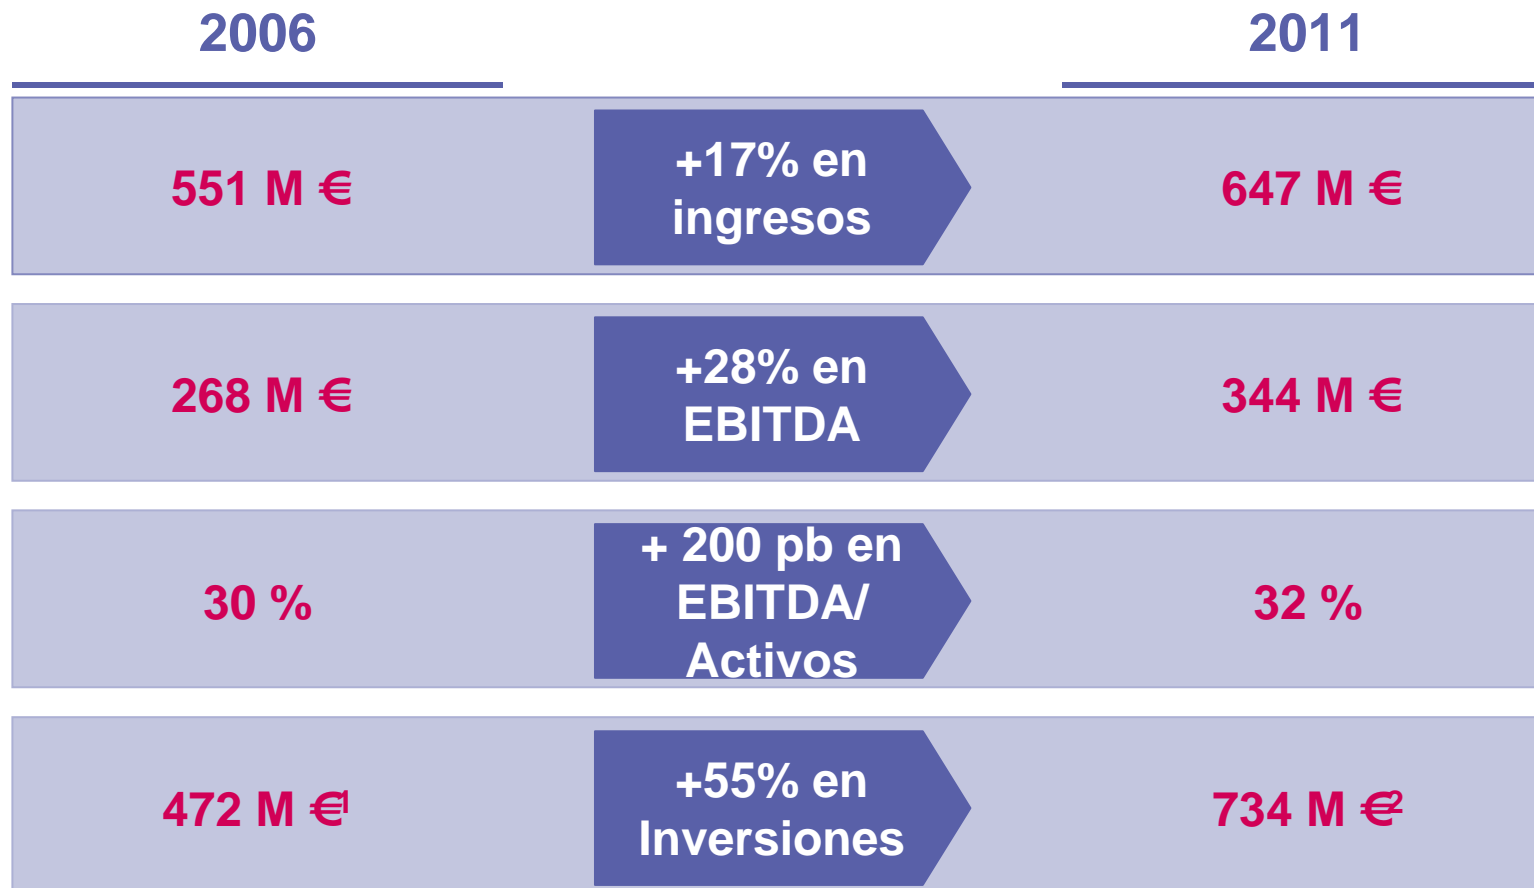 2006
2011
551 M €
+17% en
ingresos
647 M €
268 M €
+28% en
EBITDA
344 M €
30 %
+ 200 pb en
EBITDA/
Activos
32 %
472 M €1
+55% en
Inversiones
734 M €2